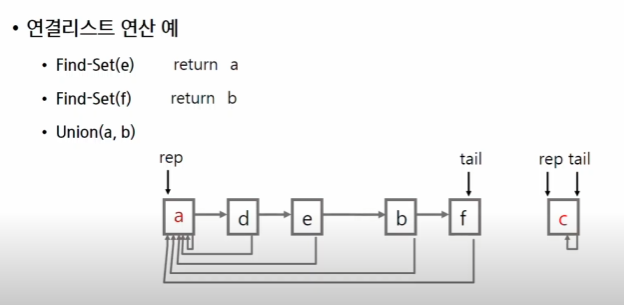 • 연결리스트 연산 예
• Find-Set(e) return a
• Find-Set(f) return b
• Union(a, b)
rep tail rep tail
a d e b f c